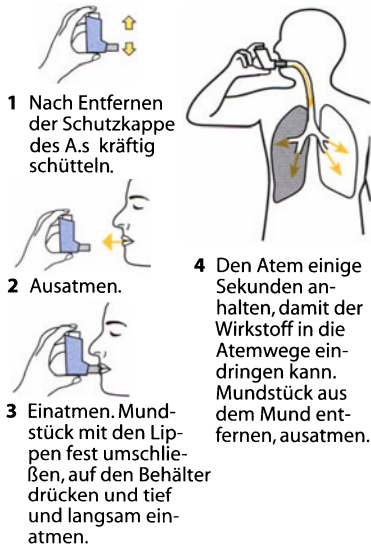 1 Nach Entfernen
der Schutzkappe
des A.s kräftig
schütteln.
2 Ausatmen.
3 Einatmen. Mund-
stück mit den Lip-
pen fest umschlie-
ßen, auf den Behälter
drücken und tief
und langsam ein-
atmen.
4 Den Atem einige
Sekunden an-
halten, damit der
Wirkstoff in die
Atemwege ein-
dringen kann.
Mundstück aus
dem Mund ent-
fernen, ausatmen.